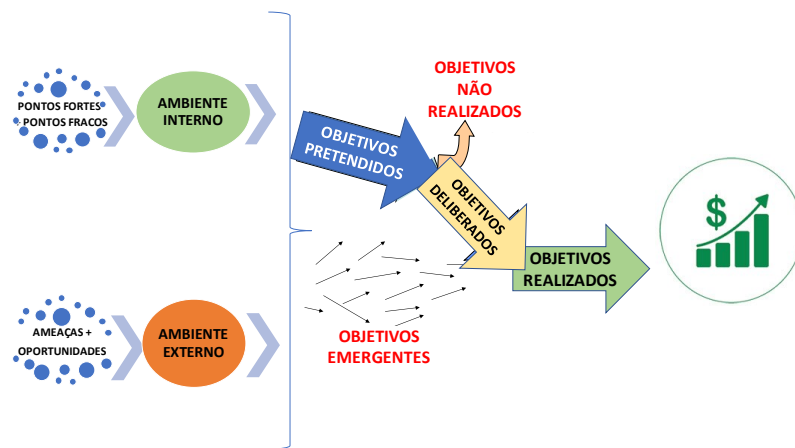 PONTOS FORTES
+ PONTOS FRACOS
AMBIENTE
INTERNO
OBJETIVOS
PRETENDIDOS
OBJETIVOS
NÃO
REALIZADOS
OBJETIVOS
DELIBERADOS
OBJETIVOS
REALIZADOS
$
AMEAÇAS +
OPORTUNIDADES
AMBIENTE
EXTERNO
OBJETIVOS
EMERGENTES